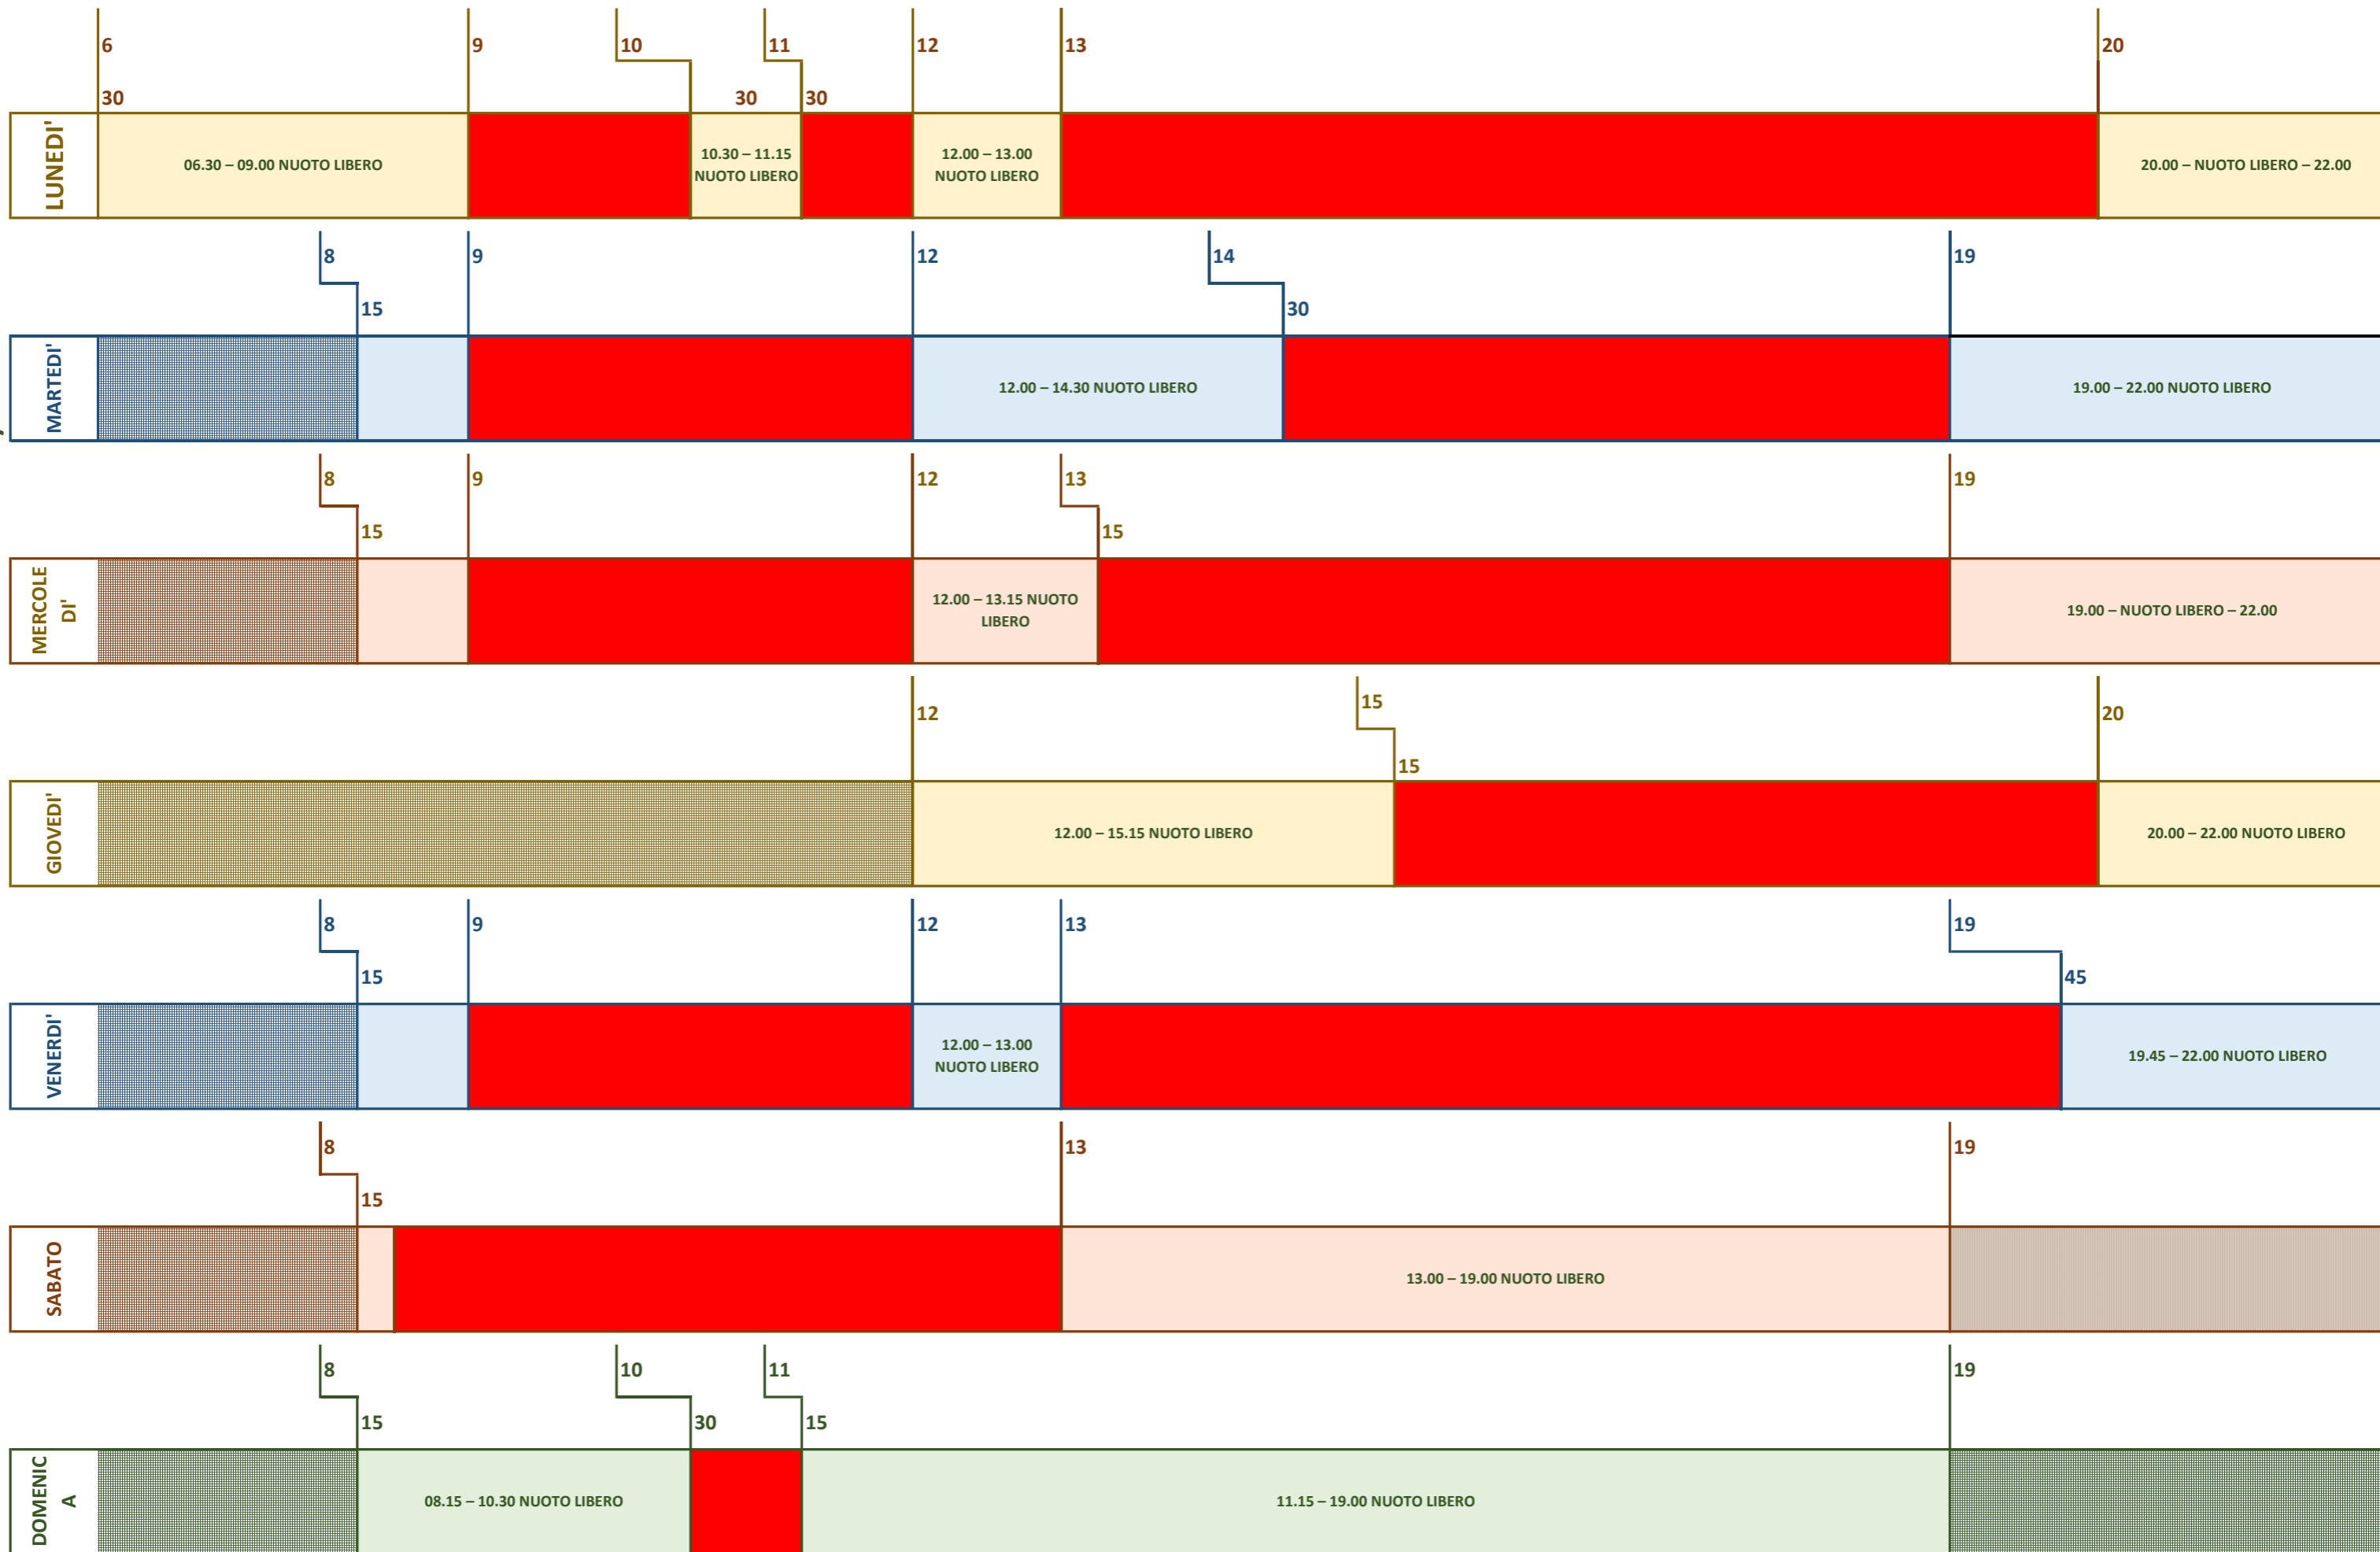 6 9 10 11 12 13 20
30 30 30
LUNEDI'
06.30 – 09.00 NUOTO LIBERO
10.30 – 11.15
NUOTO LIBERO
12.00 – 13.00
NUOTO LIBERO
20.00 – NUOTO LIBERO – 22.00
8 9 12 14 19
15 30
MARTEDI'
12.00 – 14.30 NUOTO LIBERO
19.00 – 22.00 NUOTO LIBERO
8 9 12 13 19
15 15
MERCOLE
DI'
12.00 – 13.15 NUOTO
LIBERO
19.00 – NUOTO LIBERO – 22.00
12 15 20
15
GIOVEDI'
12.00 – 15.15 NUOTO LIBERO
20.00 – 22.00 NUOTO LIBERO
8 9 12 13 19
15 45
VENERDI'
12.00 – 13.00
NUOTO LIBERO
19.45 – 22.00 NUOTO LIBERO
8 13 19
15
SABATO
13.00 – 19.00 NUOTO LIBERO
8 10 11 19
15 30 15
DOMENIC
A
08.15 – 10.30 NUOTO LIBERO
11.15 – 19.00 NUOTO LIBERO